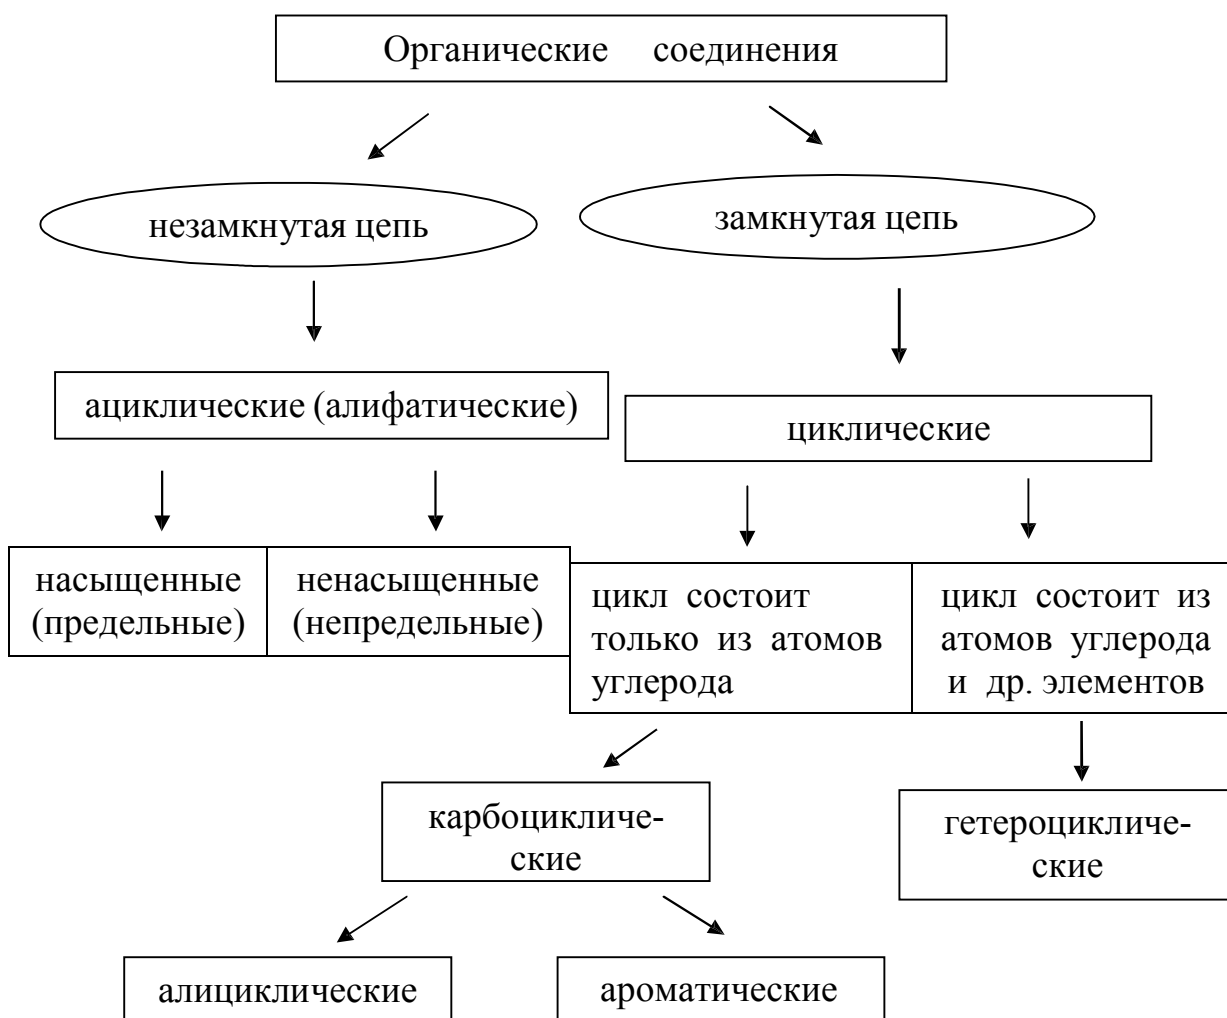 Органические соединения
незамкнутая цепь
замкнутая цепь
ациклические (алифатические)
циклические
насыщенные
(предельные)
ненасыщенные
(непредельные)
цикл состоит
только из атомов
углерода
цикл состоит из
атомов углерода
и др. элементов
карбоцикличе-
ские
гетероцикличе-
ские
алициклические
ароматические